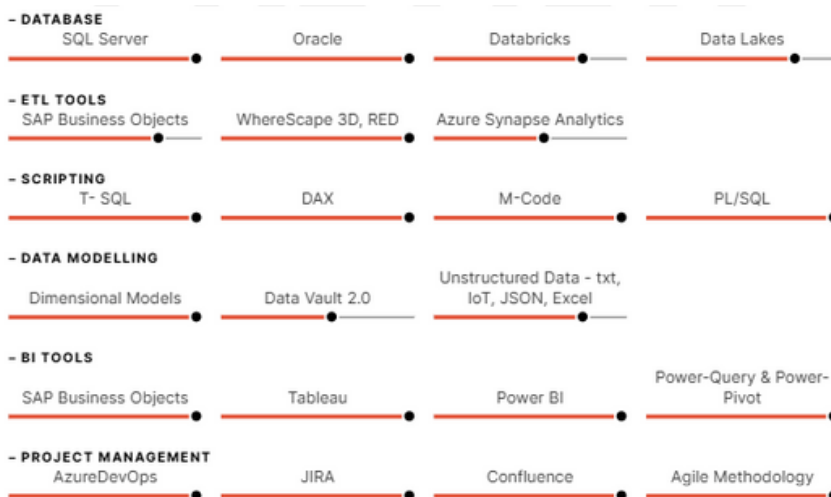 – DATABASE
SQL Server Oracle Databricks Data Lakes
– ETL TOOLS
SAP Business Objects WhereScape 3D, RED Azure Synapse Analytics
– SCRIPTING
T- SQL DAX M-Code PL/SQL
– DATA MODELLING
Dimensional Models Data Vault 2.0 Unstructured Data - txt,
IoT, JSON, Excel
– BI TOOLS
SAP Business Objects Tableau Power BI Power-Query & Power-
Pivot
– PROJECT MANAGEMENT
AzureDevOps JIRA Confluence Agile Methodology